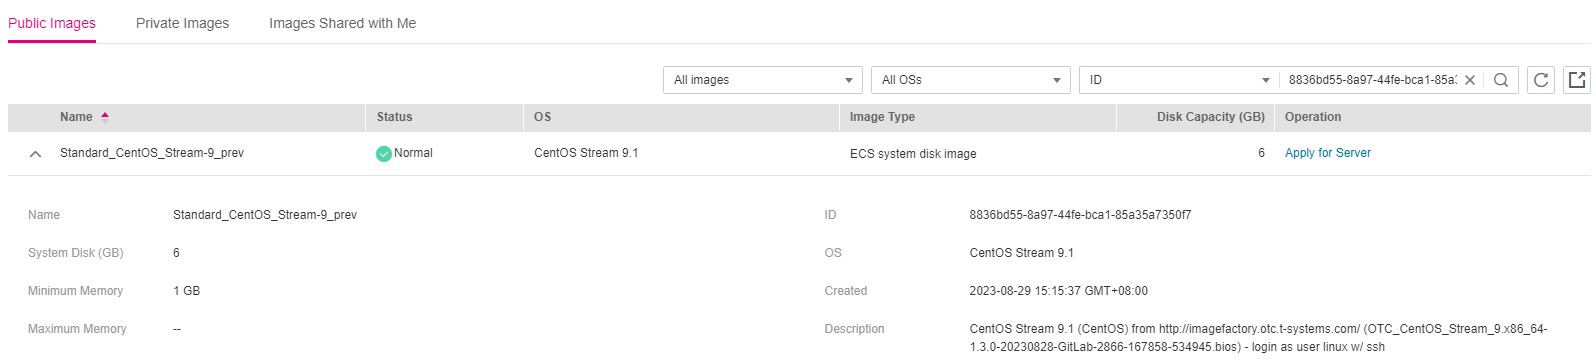 Public Images Private Images Images Shared with Me
All images All OSs ID 8836bd55-8a97-44fe-bca1-85a3
Name Status OS Image Type Disk Capacity (GB) Operation
Standard_CentOS_Stream-9_prev Normal CentOS Stream 9.1 ECS system disk image 6 Apply for Server
Name Standard_CentOS_Stream-9_prev ID 8836bd55-8a97-44fe-bca1-85a35a7350f7
System Disk (GB) 6 OS CentOS Stream 9.1
Minimum Memory 1 GB Created 2023-08-29 15:15:37 GMT+08:00
Maximum Memory -- Description CentOS Stream 9.1 (CentOS) from http://imagefactory.otc.t-systems.com/ (OTC_CentOS_Stream_9.x86_64-
1.3.0-20230828-GitLab-2866-167858-534945.bios) - login as user linux w/ ssh